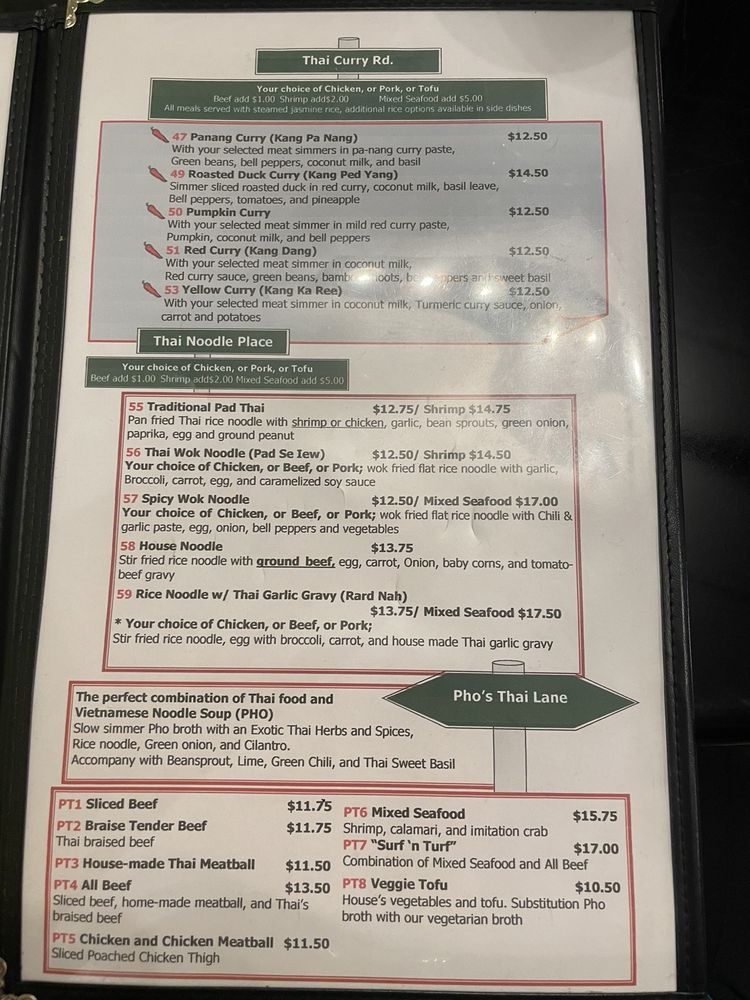 Thai Curry Rd.
Your choice of Chicken, or Pork, or Tofu
Beef add $1.00 Shrimp add$2.00 Mixed Seafood add $5.00
All meals served with steamed jasmine rice, additional rice options available in side dishes
47 Panang Curry (Kang Pa Nang) $12.50
With your selected meat simmers in pa-nang curry paste,
Green beans, bell peppers, coconut milk, and basil
49 Roasted Duck Curry (Kang Ped Yang) $14.50
Simmer sliced roasted duck in red curry, coconut milk, basil leave,
Bell peppers, tomatoes, and pineapple
50 Pumpkin Curry $12.50
With your selected meat simmer in mild red curry paste,
Pumpkin, coconut milk, and bell peppers
51 Red Curry (Kang Dang) $12.50
With your selected meat simmer in coconut milk,
Red curry sauce, green beans, sweet basil
53 Yellow Curry (Kang Ka Ree) $12.50
With your selected meat simmer in coconut milk, Turmeric curry sauce, onion,
carrot and potatoes
Thai Noodle Place
Your choice of Chicken, or Pork, or Tofu
Beef add $1.00 Shrimp add$2.00 Mixed Seafood add $5.00
55 Traditional Pad Thai $12.75/ Shrimp $14.75
Pan fried Thai rice noodle with shrimp or chicken, garlic, bean sprouts, green onion,
paprika, egg and ground peanut
56 Thai Wok Noodle (Pad Se Iew) $12.50/ Shrimp $14.50
Your choice of Chicken, or Beef, or Pork; wok fried flat rice noodle with garlic,
Broccoli, carrot, egg, and caramelized soy sauce
57 Spicy Wok Noodle $12.50/ Mixed Seafood $17.00
Your choice of Chicken, or Beef, or Pork; wok fried flat rice noodle with Chili &
garlic paste, egg, onion, bell peppers and vegetables
58 House Noodle $13.75
Stir fried rice noodle with ground beef, egg, carrot, Onion, baby corns, and tomato-
beef gravy
59 Rice Noodle w/ Thai Garlic Gravy (Rard Nah)
$13.75/ Mixed Seafood $17.50
* Your choice of Chicken, or Beef, or Pork;
Stir fried rice noodle, egg with broccoli, carrot, and house made Thai garlic gravy
Pho's Thai Lane
The perfect combination of Thai food and
Vietnamese Noodle Soup (PHO)
Slow simmer Pho broth with an Exotic Thai Herbs and Spices,
Rice noodle, Green onion, and Cilantro.
Accompany with Beansprout, Lime, Green Chili, and Thai Sweet Basil
PT1 Sliced Beef $11.75
PT2 Braise Tender Beef $11.75
Thai braised beef
PT3 House-made Thai Meatball $11.50
PT4 All Beef $13.50
Sliced beef, home-made meatball, and Thai's
braised beef
PT5 Chicken and Chicken Meatball $11.50
Sliced Poached Chicken Thigh
PT6 Mixed Seafood $15.75
Shrimp, calamari, and imitation crab
PT7 "Surf 'n Turf" $17.00
Combination of Mixed Seafood and All Beef
PT8 Veggie Tofu $10.50
House's vegetables and tofu. Substitution Pho
broth with our vegetarian broth